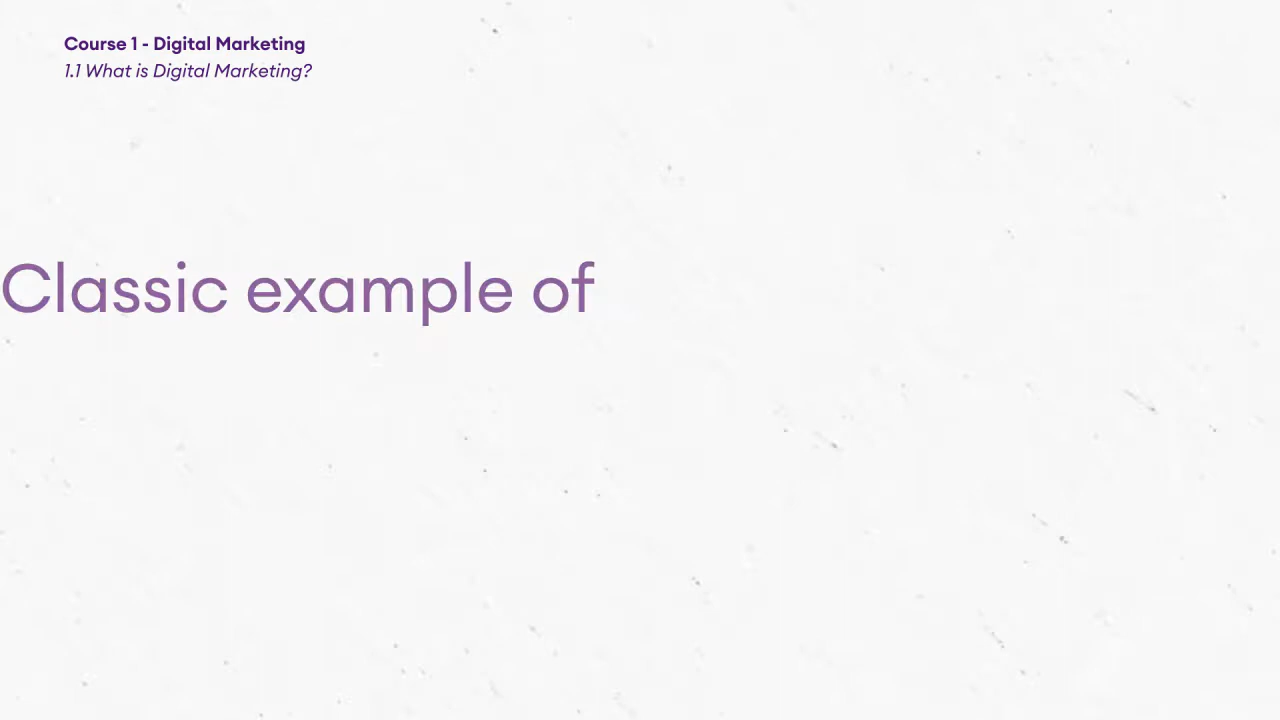 Course 1 - Digital Marketing
1.1 What is Digital Marketing?
Classic example of